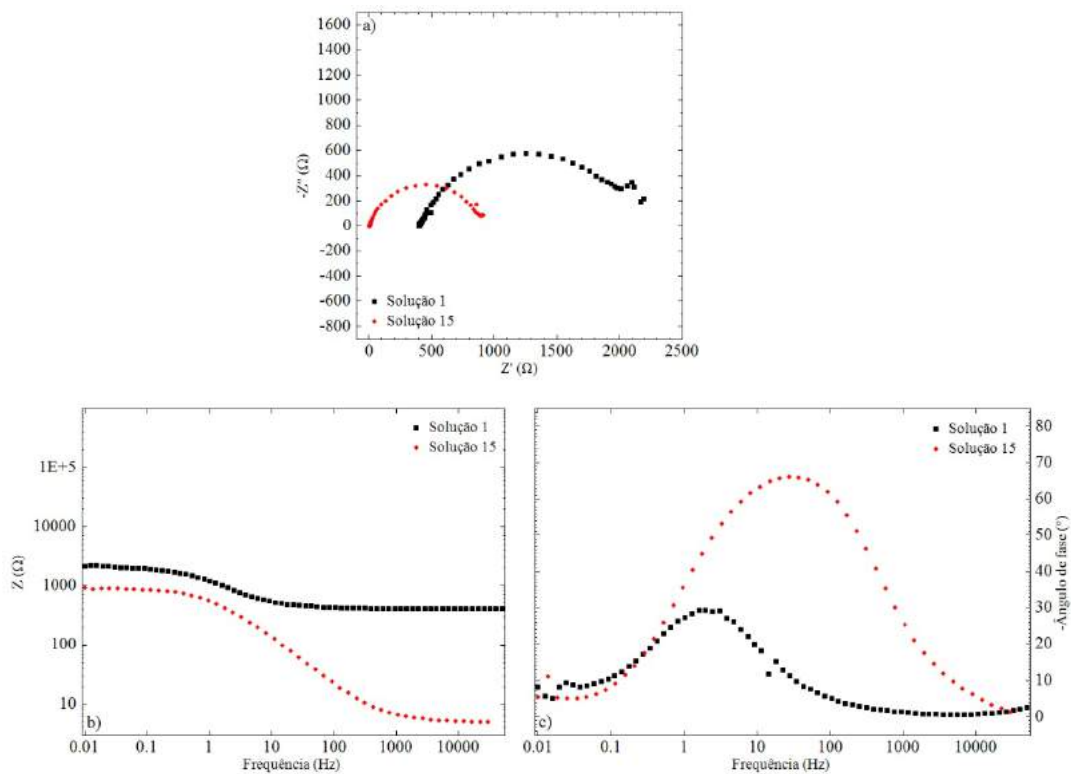 a)
1600
1400
1200
1000
800
600
400
200
0
-200
-400
-600
-800
-Z'' (Ω)
Solução 1
Solução 15
0 500 1000 1500 2000 2500
Z' (Ω)
Solução 1
Solução 15
1E+5
10000
1000
100
10
Z (Ω)
b)
0.01 0.1 1 10 100 1000 10000
Frequência (Hz)
Solução 1
Solução 15
80
70
60
50
40
30
20
10
0
-Ângulo de fase (°)
c)
0.01 0.1 1 10 100 1000 10000
Frequência (Hz)